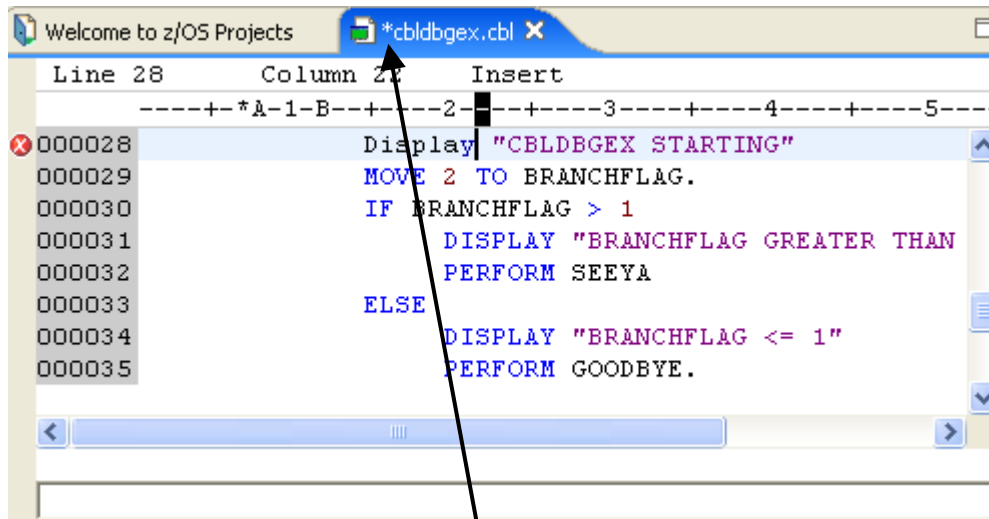 Welcome to z/OS Projects *cbldbgex.cbl
Line 28 Column 22 Insert
----+-*A-1-B--+----2----+----3----+----4----+----5---
000028 Display "CBLDBGEX STARTING"
000029 MOVE 2 TO BRANCHFLAG.
000030 IF BRANCHFLAG > 1
000031 DISPLAY "BRANCHFLAG GREATER THAN
000032 PERFORM SEEYA
000033 ELSE
000034 DISPLAY "BRANCHFLAG <= 1"
000035 PERFORM GOODBYE.